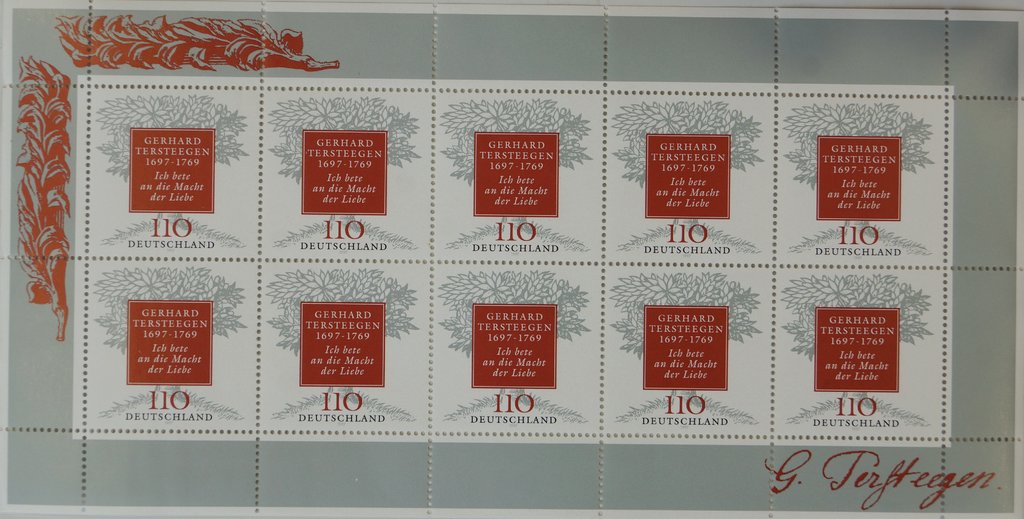 GERHARD
TERSTEEGEN
1697-1769
Ich bete
an die Macht
der Liebe
110
DEUTSCHLAND
GERHARD
TERSTEEGEN
1697-1769
Ich bete
an die Macht
der Liebe
110
DEUTSCHLAND
GERHARD
TERSTEEGEN
1697-1769
Ich bete
an die Macht
der Liebe
110
DEUTSCHLAND
GERHARD
TERSTEEGEN
1697-1769
Ich bete
an die Macht
der Liebe
110
DEUTSCHLAND
GERHARD
TERSTEEGEN
1697-1769
Ich bete
an die Macht
der Liebe
110
DEUTSCHLAND
GERHARD
TERSTEEGEN
1697-1769
Ich bete
an die Macht
der Liebe
110
DEUTSCHLAND
GERHARD
TERSTEEGEN
1697-1769
Ich bete
an die Macht
der Liebe
110
DEUTSCHLAND
GERHARD
TERSTEEGEN
1697-1769
Ich bete
an die Macht
der Liebe
110
DEUTSCHLAND
GERHARD
TERSTEEGEN
1697-1769
Ich bete
an die Macht
der Liebe
110
DEUTSCHLAND
GERHARD
TERSTEEGEN
1697-1769
Ich bete
an die Macht
der Liebe
110
DEUTSCHLAND
G. Tersteegen.